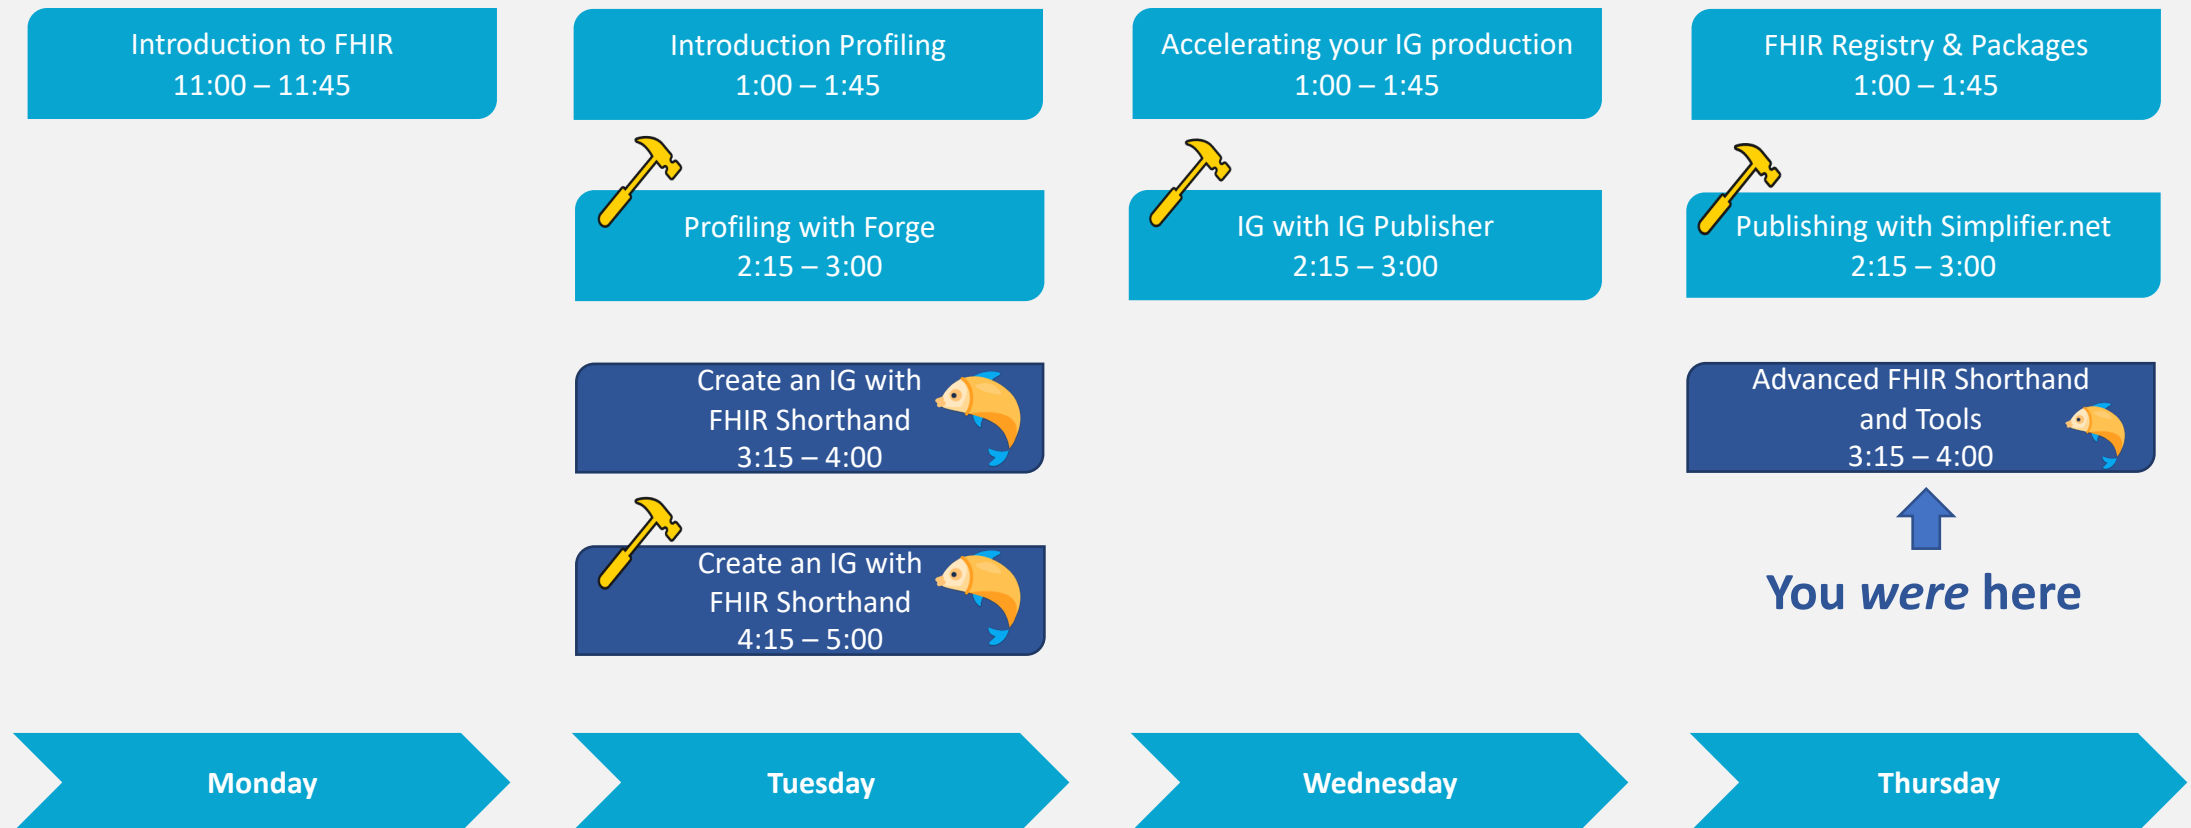 Introduction to FHIR
11:00 – 11:45
Introduction Profiling
1:00 – 1:45
Accelerating your IG production
1:00 – 1:45
FHIR Registry & Packages
1:00 – 1:45
Profiling with Forge
2:15 – 3:00
IG with IG Publisher
2:15 – 3:00
Publishing with Simplifier.net
2:15 – 3:00
Create an IG with
FHIR Shorthand
3:15 – 4:00
Advanced FHIR Shorthand
and Tools
3:15 – 4:00
Create an IG with
FHIR Shorthand
4:15 – 5:00
You were here
Monday
Tuesday
Wednesday
Thursday